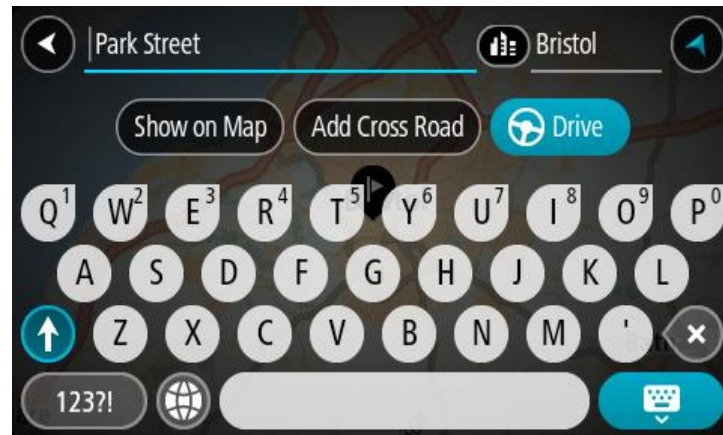 Park Street Bristol
Show on Map Add Cross Road Drive
Q1 W2 E3 R4 T5 Y6 U7 I8 O9 P0
A S D F G H J K L
Z X C V B N M '
123?!